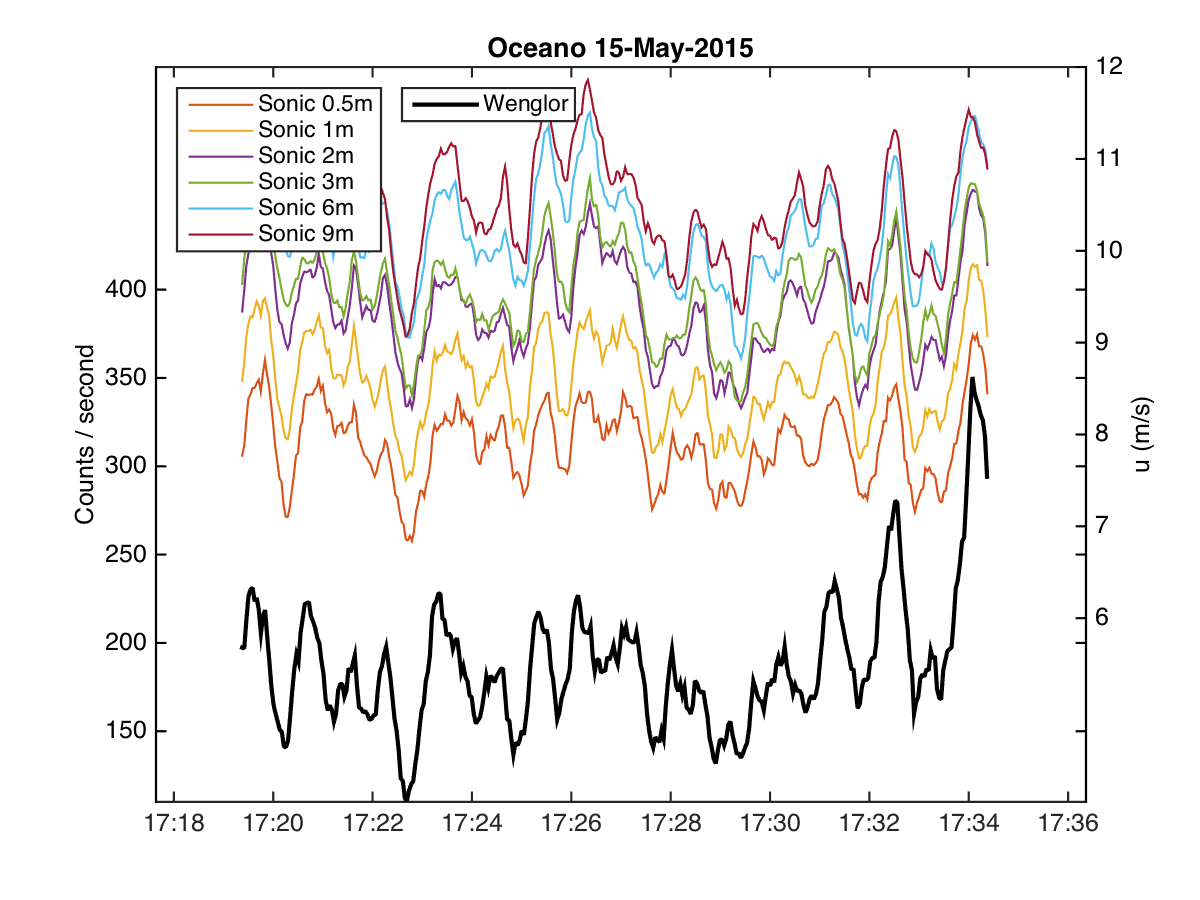 Oceano 15-May-2015
Sonic 0.5m
Sonic 1m
Sonic 2m
Sonic 3m
Sonic 6m
Sonic 9m
Wenglor
Counts / second
400
350
300
250
200
150
12
11
10
9
8
7
6
u (m/s)
17:18 17:20 17:22 17:24 17:26 17:28 17:30 17:32 17:34 17:36